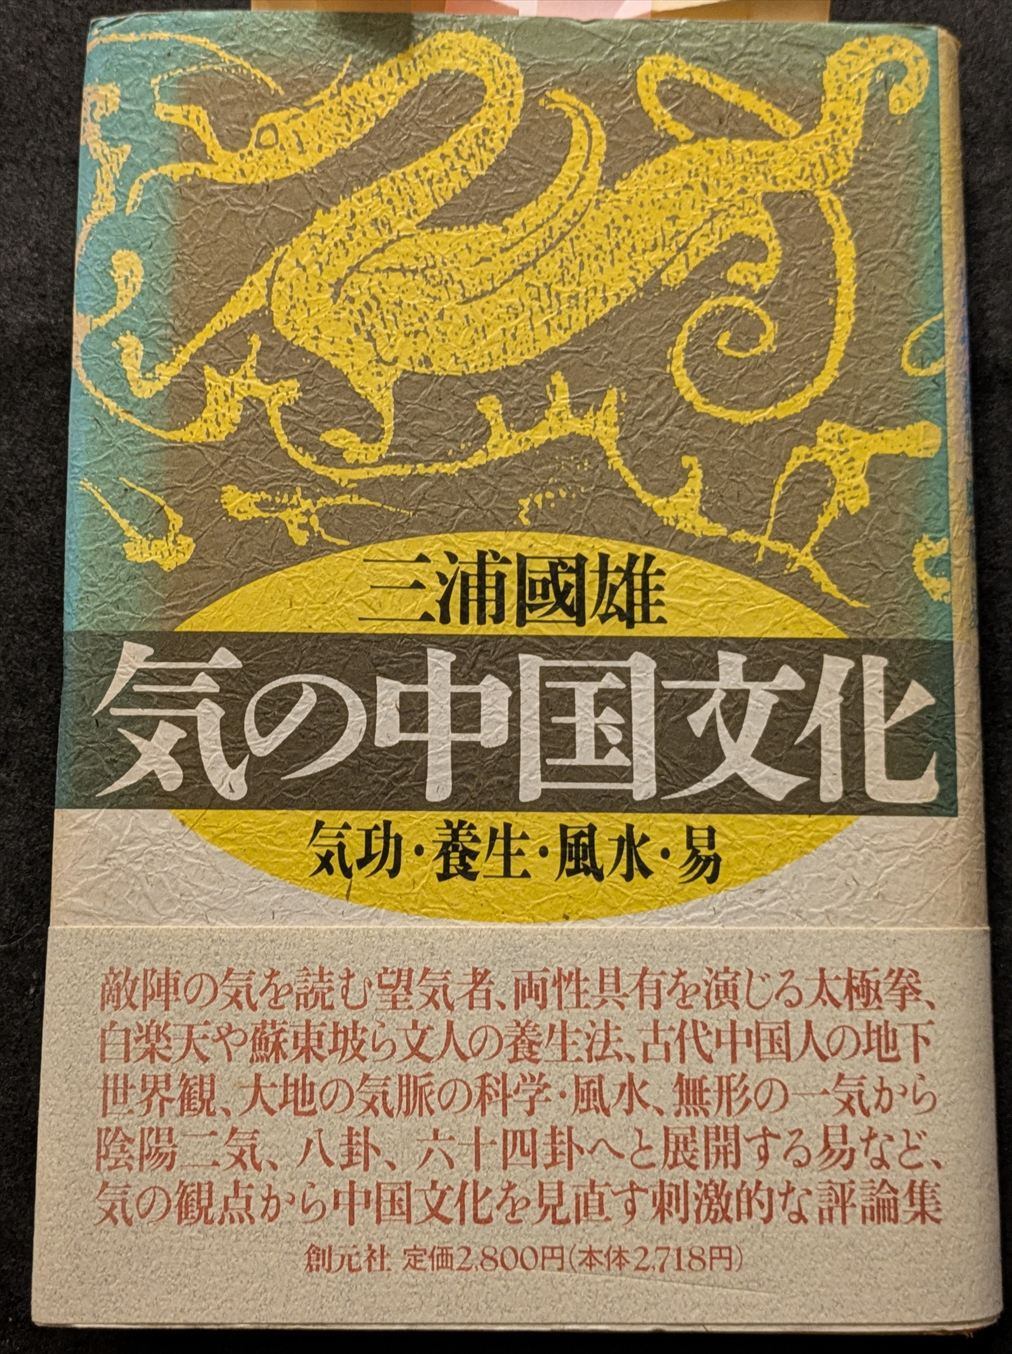 三浦國雄
気の中国文化
気功・養生・風水・易
敵陣の気を読む望気者、両性具有を演じる太極拳、
白楽天や蘇東坡ら文人の養生法、古代中国人の地下
世界観、大地の気脈の科学・風水、無形の一気から
陰陽二気、八卦、六十四卦へと展開する易など、
気の観点から中国文化を見直す刺激的な評論集
創元社 定価2,800円(本体2,718円)